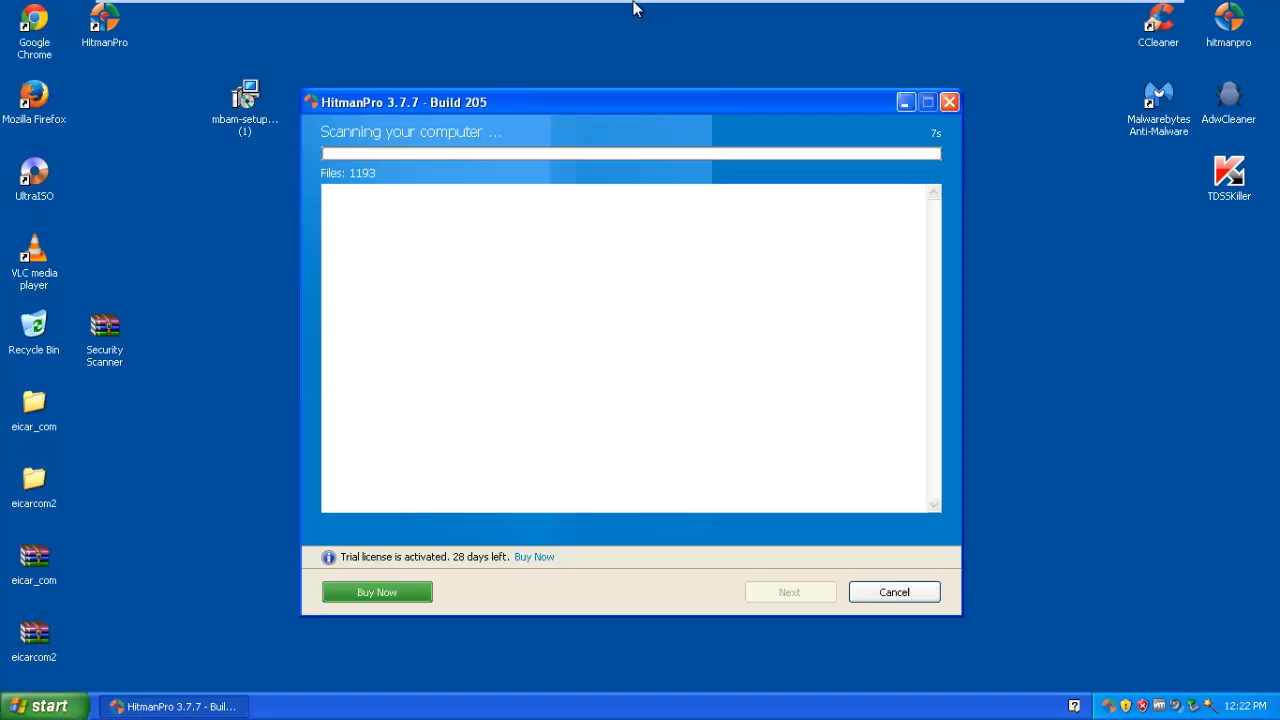 Google
Chrome
HitmanPro
mbam-setup...
(1)
Mozilla Firefox
UltraISO
VLC media
player
Recycle Bin
Security
Scanner
eicar_com
eicarcom2
eicar_com
eicarcom2
HitmanPro 3.7.7 - Build 205
Scanning your computer ...
7s
Files: 1193
Trial license is activated. 28 days left. Buy Now
Buy Now
Next
Cancel
CCleaner
hitmanpro
Malwarebytes
Anti-Malware
AdwCleaner
TDSSKiller
start
HitmanPro 3.7.7 - Buil...
12:22 PM